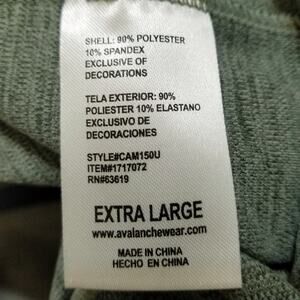 SHELL: 90% POLYESTER
10% SPANDEX
EXCLUSIVE OF
DECORATIONS
TELA EXTERIOR: 90%
POLIESTER 10% ELASTANO
EXCLUSIVO DE
DECORACIONES
STYLE#CAM150U
ITEM#1717072
RN#63619
EXTRA LARGE
www.avalanchewear.com
MADE IN CHINA
HECHO EN CHINA